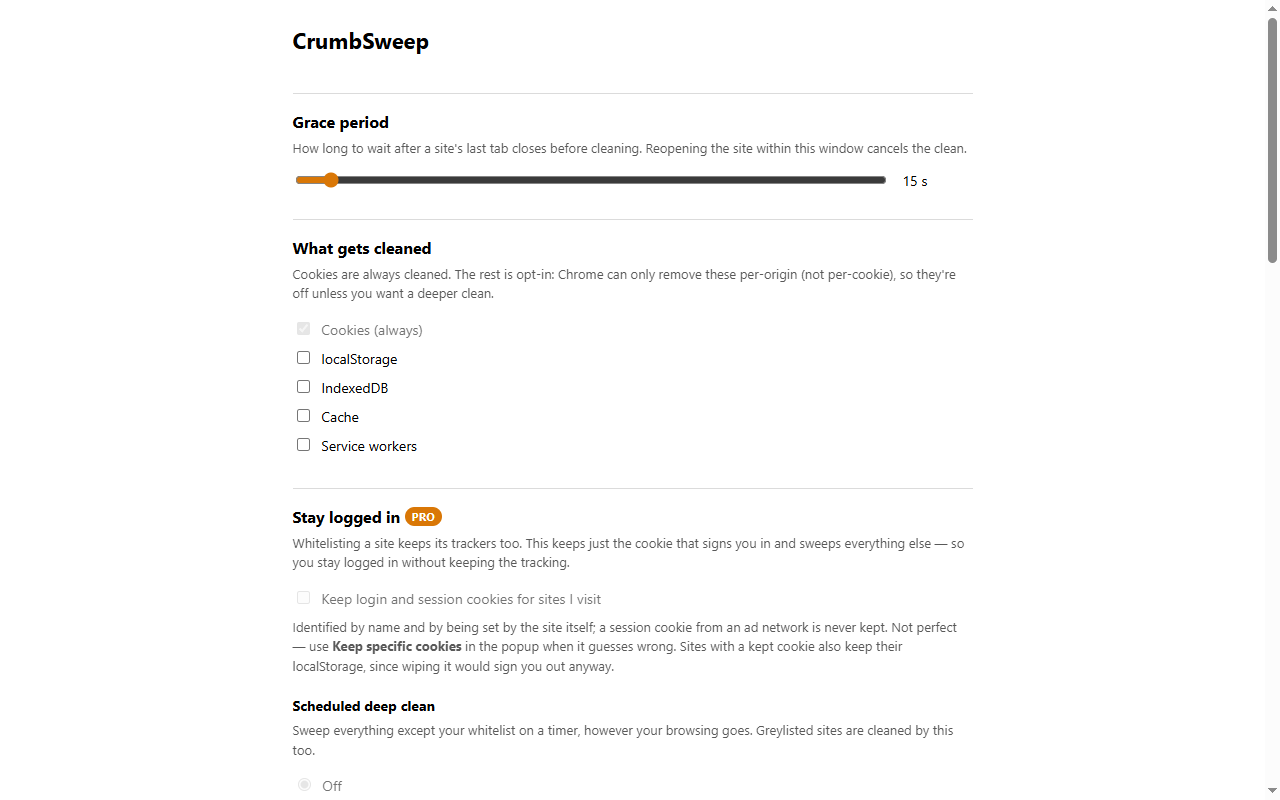 CrumbSweep
Grace period
How long to wait after a site's last tab closes before cleaning. Reopening the site within this window cancels the clean.
15 s
What gets cleaned
Cookies are always cleaned. The rest is opt-in: Chrome can only remove these per-origin (not per-cookie), so they're
off unless you want a deeper clean.
Cookies (always)
localStorage
IndexedDB
Cache
Service workers
Stay logged in PRO
Whitelisting a site keeps its trackers too. This keeps just the cookie that signs you in and sweeps everything else — so
you stay logged in without keeping the tracking.
Keep login and session cookies for sites I visit
Identified by name and by being set by the site itself; a session cookie from an ad network is never kept. Not perfect
— use Keep specific cookies in the popup when it guesses wrong. Sites with a kept cookie also keep their
localStorage, since wiping it would sign you out anyway.
Scheduled deep clean
Sweep everything except your whitelist on a timer, however your browsing goes. Greylisted sites are cleaned by this
too.
Off